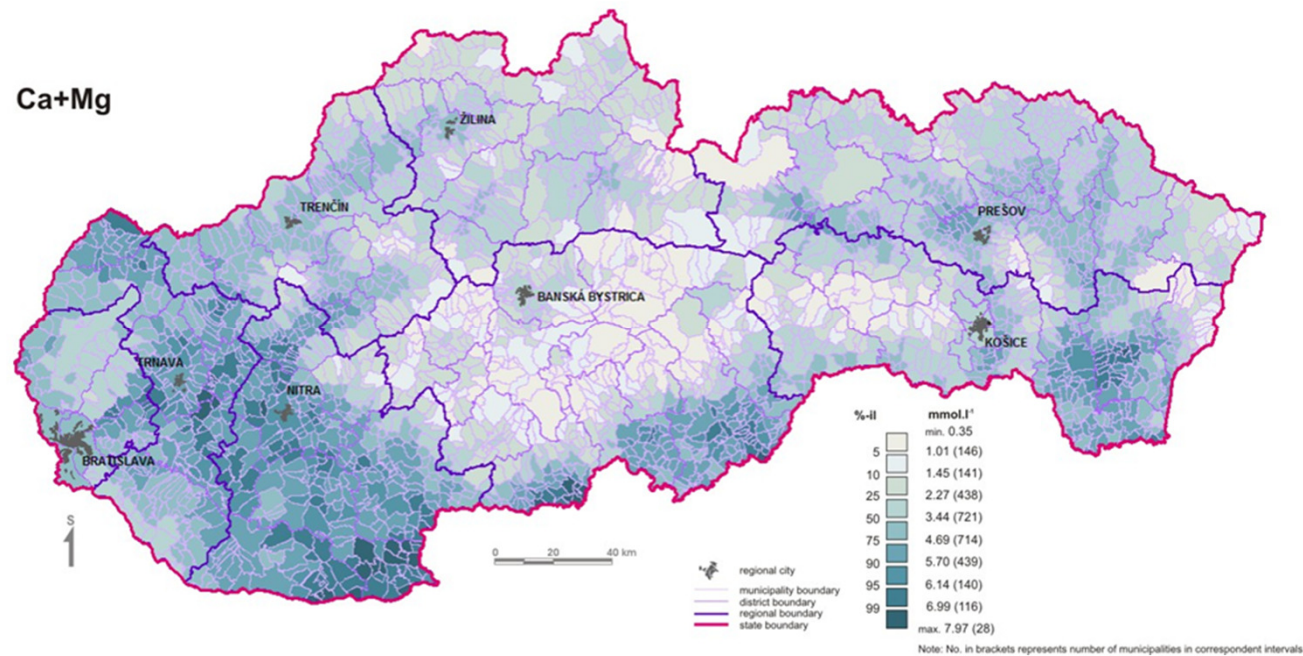 Ca+Mg
ŽILINA
TRENČÍN
PREŠOV
BANSKÁ BYSTRICA
KOŠICE
TRNAVA
NITRA
BRATISLAVA
S
0 20 40 km
regional city
municipality boundary
district boundary
regional boundary
state boundary
%-il mmol.l⁻¹
min. 0.35
5 1.01 (146)
10 1.45 (141)
25 2.27 (438)
50 3.44 (721)
75 4.69 (714)
90 5.70 (439)
95 6.14 (140)
99 6.99 (116)
max. 7.97 (28)
Note: No. in brackets represents number of municipalities in correspondent intervals